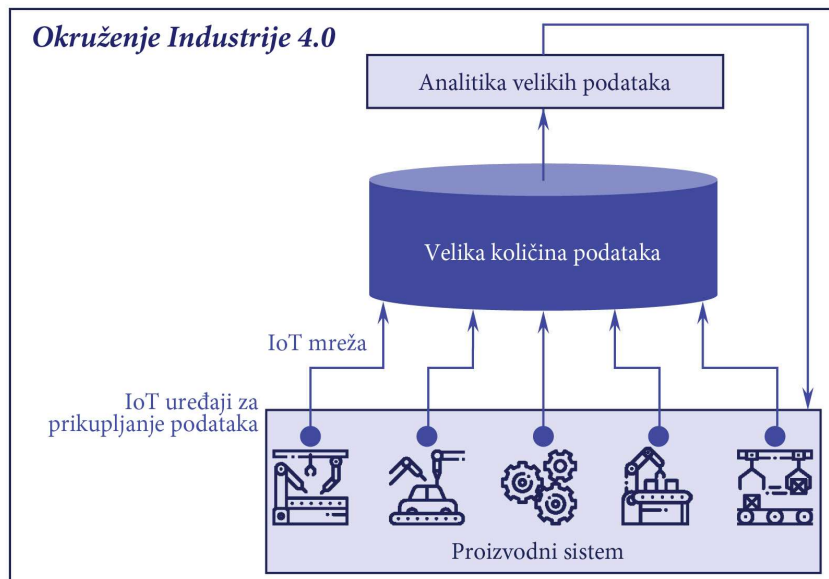 Okruženje Industrije 4.0
Analitika velikih podataka
Velika količina podataka
IoT mreža
IoT uređaji za
prikupljanje podataka
Proizvodni sistem